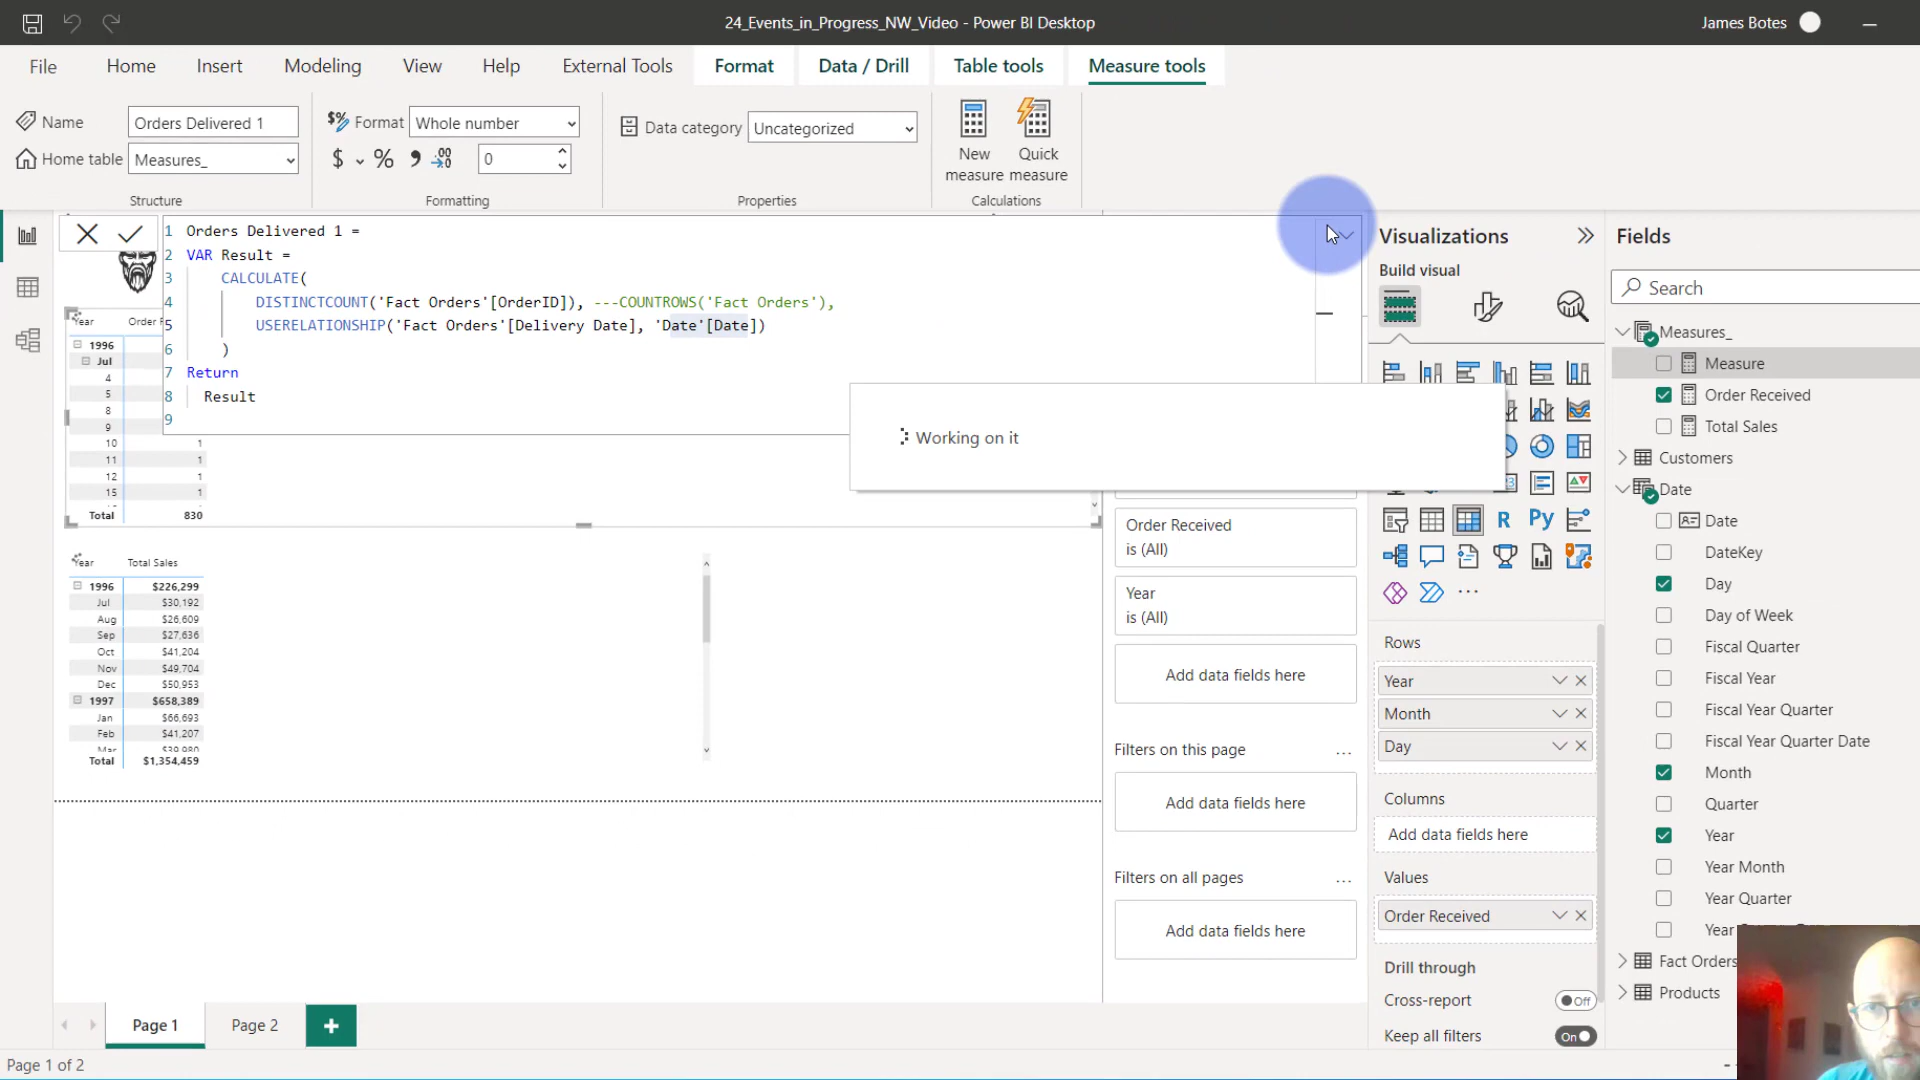 24_Events_in_Progress_NW_Video - Power BI Desktop
James Botes
File Home Insert Modeling View Help External Tools Format Data / Drill Table tools Measure tools
Name Orders Delivered 1
Home table Measures_
Structure
Format Whole number
$ % 0
Formatting
Data category Uncategorized
Properties
New measure
Quick measure
Calculations
1 Orders Delivered 1 =
2 VAR Result =
3 CALCULATE(
4 DISTINCTCOUNT('Fact Orders'[OrderID]), ---COUNTROWS('Fact Orders'),
5 USERELATIONSHIP('Fact Orders'[Delivery Date], 'Date'[Date])
6 )
7 Return
8 Result
9
Working on it
Year
1996
Jul
4
5
8
9
10 1
11 1
12 1
15 1
Total 830
Year Total Sales
1996 $226,299
Jul $30,192
Aug $26,609
Sep $27,636
Oct $41,204
Nov $49,704
Dec $50,953
1997 $658,389
Jan $66,693
Feb $41,207
Mar $39,980
Total $1,354,459
Order Received
is (All)
Year
is (All)
Add data fields here
Filters on this page ...
Add data fields here
Filters on all pages ...
Add data fields here
Visualizations
Build visual
R Py
...
Rows
Year
Month
Day
Columns
Add data fields here
Values
Order Received
Drill through
Cross-report Off
Keep all filters On
Fields
Search
Measures_
Measure
Order Received
Total Sales
Customers
Date
Date
DateKey
Day
Day of Week
Fiscal Quarter
Fiscal Year
Fiscal Year Quarter
Fiscal Year Quarter Date
Month
Quarter
Year
Year Month
Year Quarter
Fact Orders
Products
Page 1
Page 2
Page 1 of 2